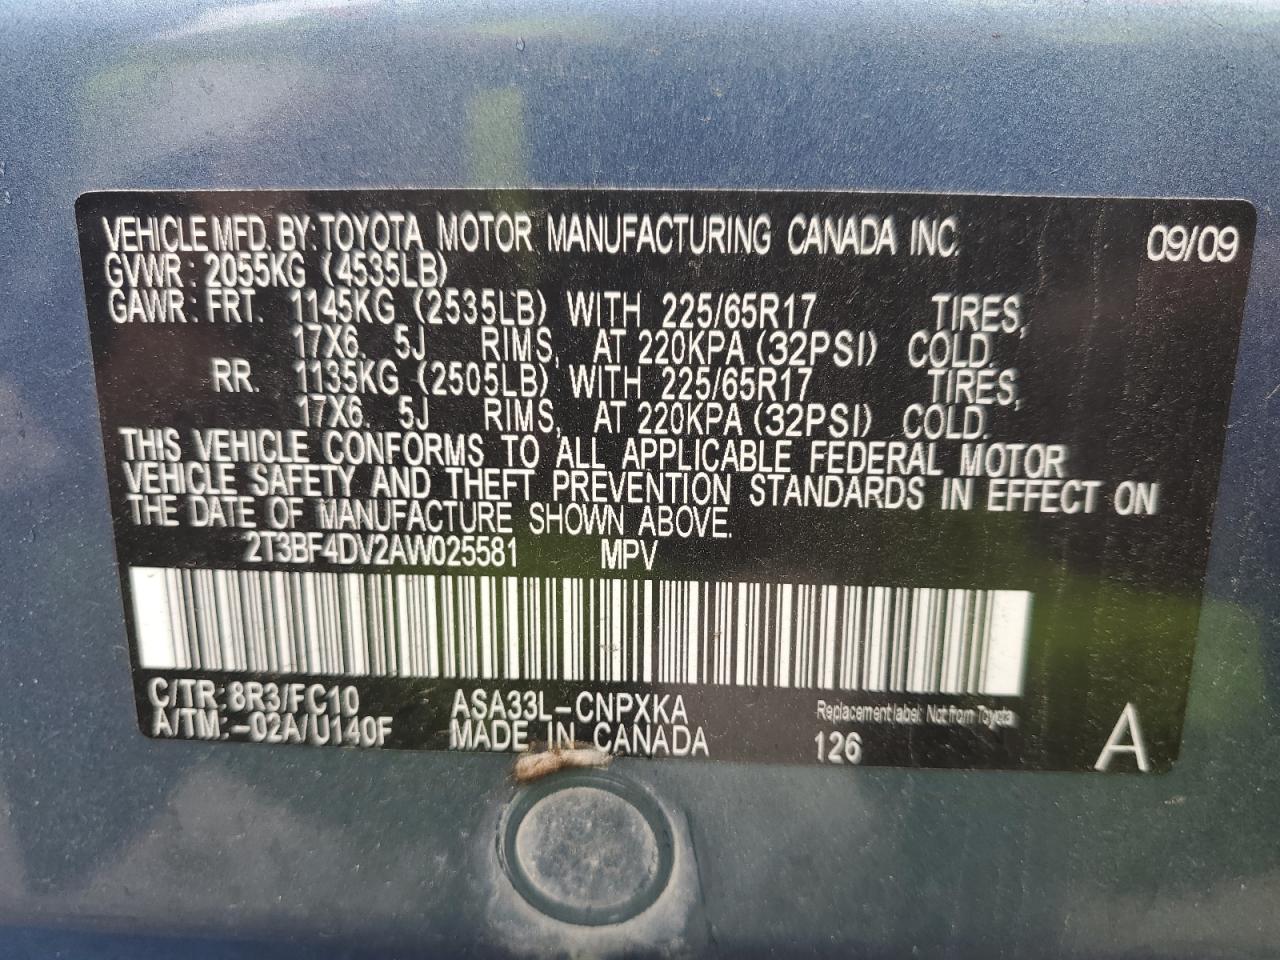 VEHICLE MFD. BY: TOYOTA MOTOR MANUFACTURING CANADA INC. 09/09
GVWR: 2055KG (4535LB)
GAWR: FRT. 1145KG (2535LB) WITH 225/65R17 TIRES,
17X6. 5J RIMS, AT 220KPA (32PSI) COLD.
RR. 1135KG (2505LB) WITH 225/65R17 TIRES,
17X6. 5J RIMS, AT 220KPA (32PSI) COLD.
THIS VEHICLE CONFORMS TO ALL APPLICABLE FEDERAL MOTOR
VEHICLE SAFETY AND THEFT PREVENTION STANDARDS IN EFFECT ON
THE DATE OF MANUFACTURE SHOWN ABOVE.
2T3BF4DV2AW025581 MPV
C/TR: 8R3/FC10 ASA33L-CNPXKA Replacement label: Not from Toyota
A/TM: -02A/U140F MADE IN CANADA 126 A